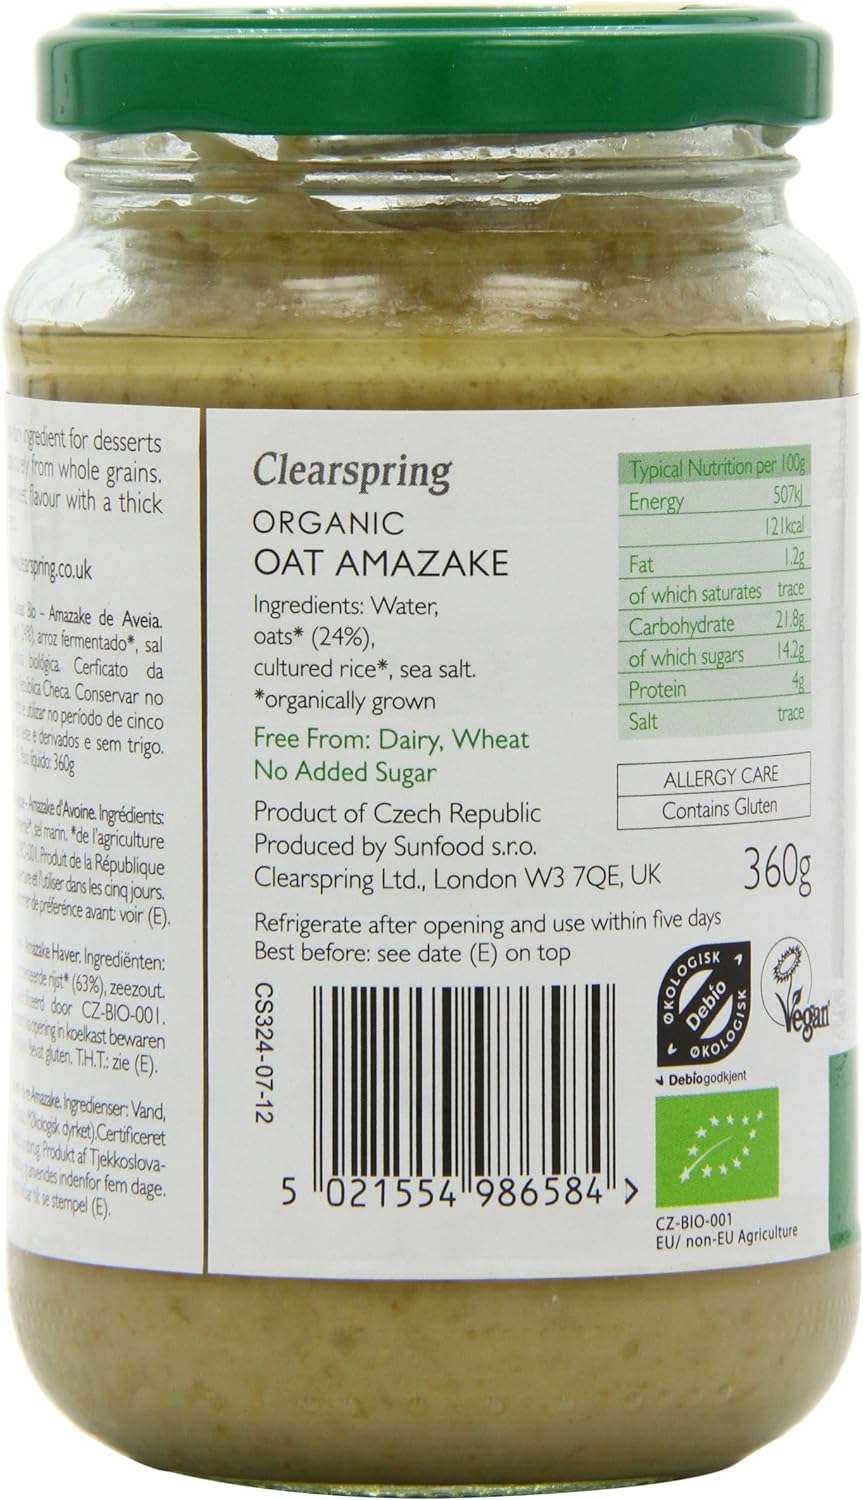 ingredient for desserts
from whole grains.
flavour with a thick
Bio - Amazake de Aveia.
arroz fermentado*, sal
biológica. Cerficato da
Checa. Conservar no
no período de cinco
e derivados e sem trigo.
360g
Amazake d'Avoine. Ingrédients:
sel marin. *de l'agriculture
Produit de la République
et l'utiliser dans les cinq jours.
de préférence avant: voir (E).
Amazake Haver. Ingrediënten:
rijst* (63%), zeezout.
door CZ-BIO-001.
opening in koelkast bewaren
gluten. T.H.T.: zie (E).
Amazake. Ingredienser: Vand,
*Økologisk dyrket). Certificeret
Produkt af Tjekkoslova-
anvendes indenfor fem dage.
se stempel (E).
Clearspring
ORGANIC
OAT AMAZAKE
Ingredients: Water,
oats* (24%),
cultured rice*, sea salt.
*organically grown
Free From: Dairy, Wheat
No Added Sugar
Product of Czech Republic
Produced by Sunfood s.r.o.
Clearspring Ltd., London W3 7QE, UK
Refrigerate after opening and use within five days
Best before: see date (E) on top
Typical Nutrition per 100g
Energy 507kJ
121kcal
Fat 1.2g
of which saturates trace
Carbohydrate 21.8g
of which sugars 14.2g
Protein 4g
Salt trace
ALLERGY CARE
Contains Gluten
360g
CS324-07-12
5 021554 986584 >
ØKOLOGISK
Debio
ØKOLOGISK
Debiogodkjent
Vegan
CZ-BIO-001
EU/ non-EU Agriculture